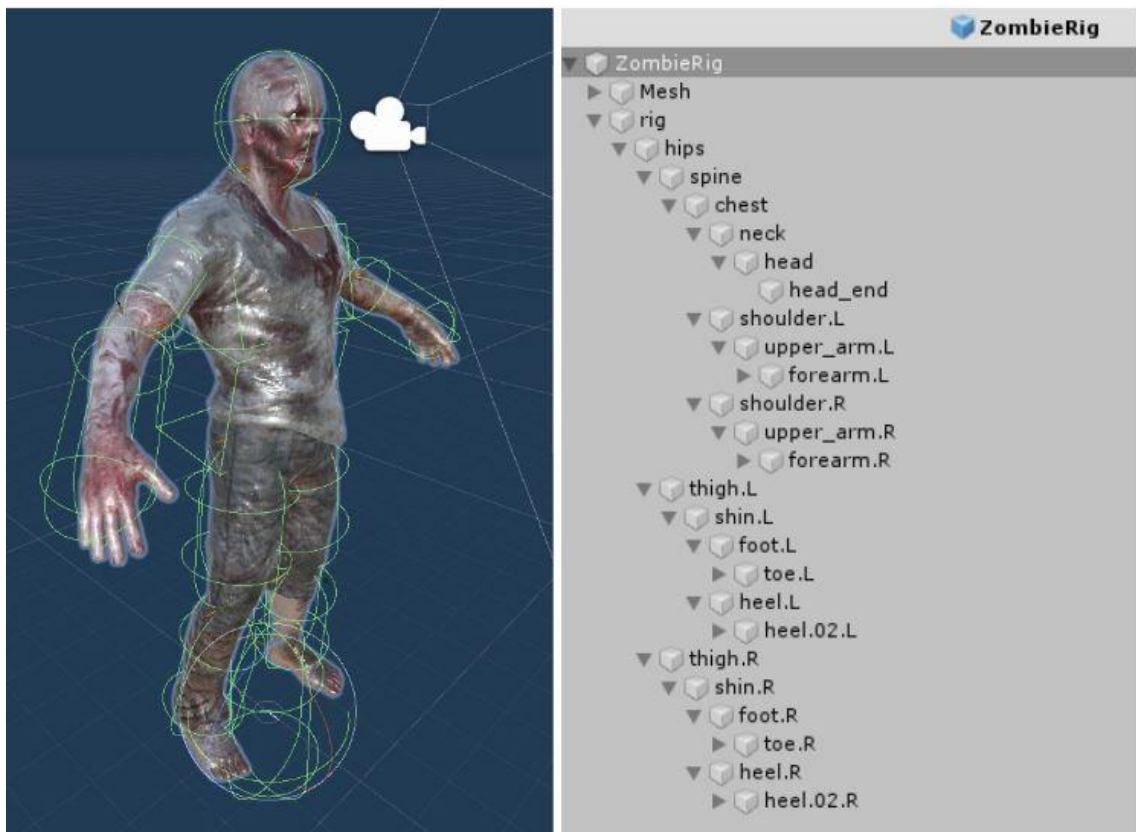 ZombieRig
ZombieRig
Mesh
rig
hips
spine
chest
neck
head
head_end
shoulder.L
upper_arm.L
forearm.L
shoulder.R
upper_arm.R
forearm.R
thigh.L
shin.L
foot.L
toe.L
heel.L
heel.02.L
thigh.R
shin.R
foot.R
toe.R
heel.R
heel.02.R